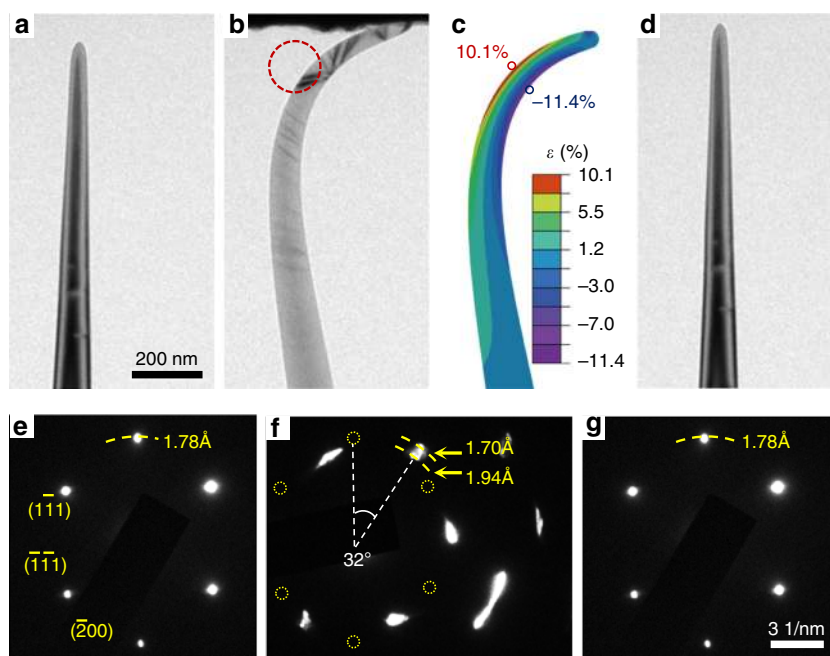 a
b
c
d
10.1%
–11.4%
ε (%)
10.1
5.5
1.2
–3.0
–7.0
–11.4
200 nm
e
f
g
1.78Å
(11̅1)
(1̅1̅1)
(2̅00)
1.70Å
1.94Å
32°
1.78Å
3 1/nm